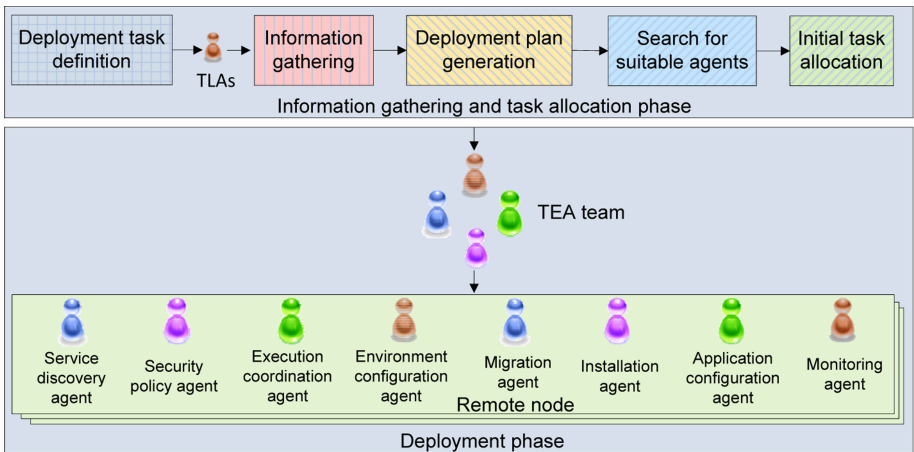 Deployment task
definition
TLAs
Information
gathering
Deployment plan
generation
Search for
suitable agents
Initial task
allocation
Information gathering and task allocation phase
TEA team
Service
discovery
agent
Security
policy agent
Execution
coordination
agent
Environment
configuration
agent
Migration
agent
Installation
agent
Application
configuration
agent
Monitoring
agent
Remote node
Deployment phase